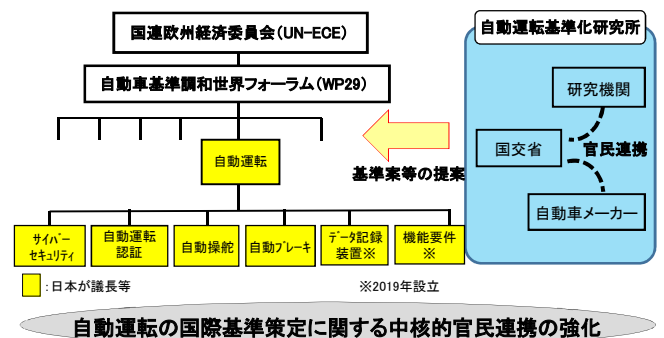 国連欧州経済委員会(UN-ECE)
自動車基準調和世界フォーラム(WP29)
自動運転
サイバー
セキュリティ
自動運転
認証
自動操舵
自動ブレーキ
データ記録
装置※
機能要件
※
:日本が議長等
※2019年設立
基準案等の提案
自動運転基準化研究所
研究機関
国交省
官民連携
自動車メーカー
自動運転の国際基準策定に関する中核的官民連携の強化